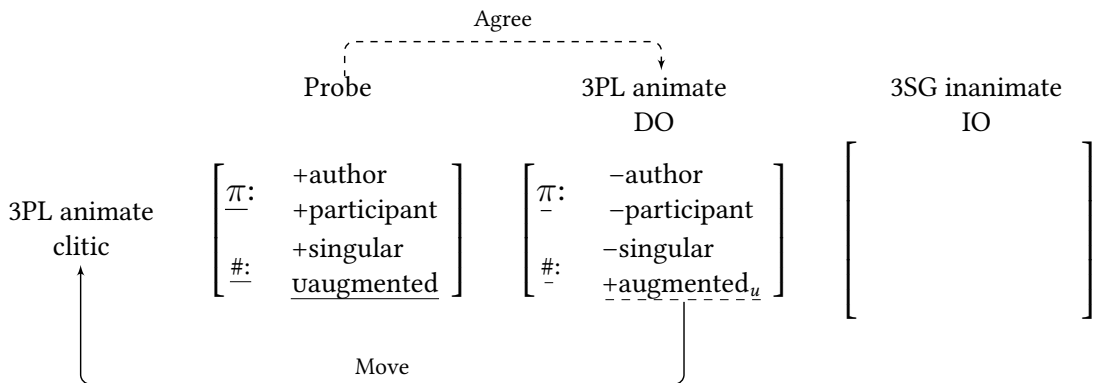 Agree
Probe
3PL animate
DO
3SG inanimate
IO
3PL animate
clitic
π:
+author
+participant
#:
+singular
uaugmented
π:
−author
−participant
#:
−singular
+augmentedᵤ
Move